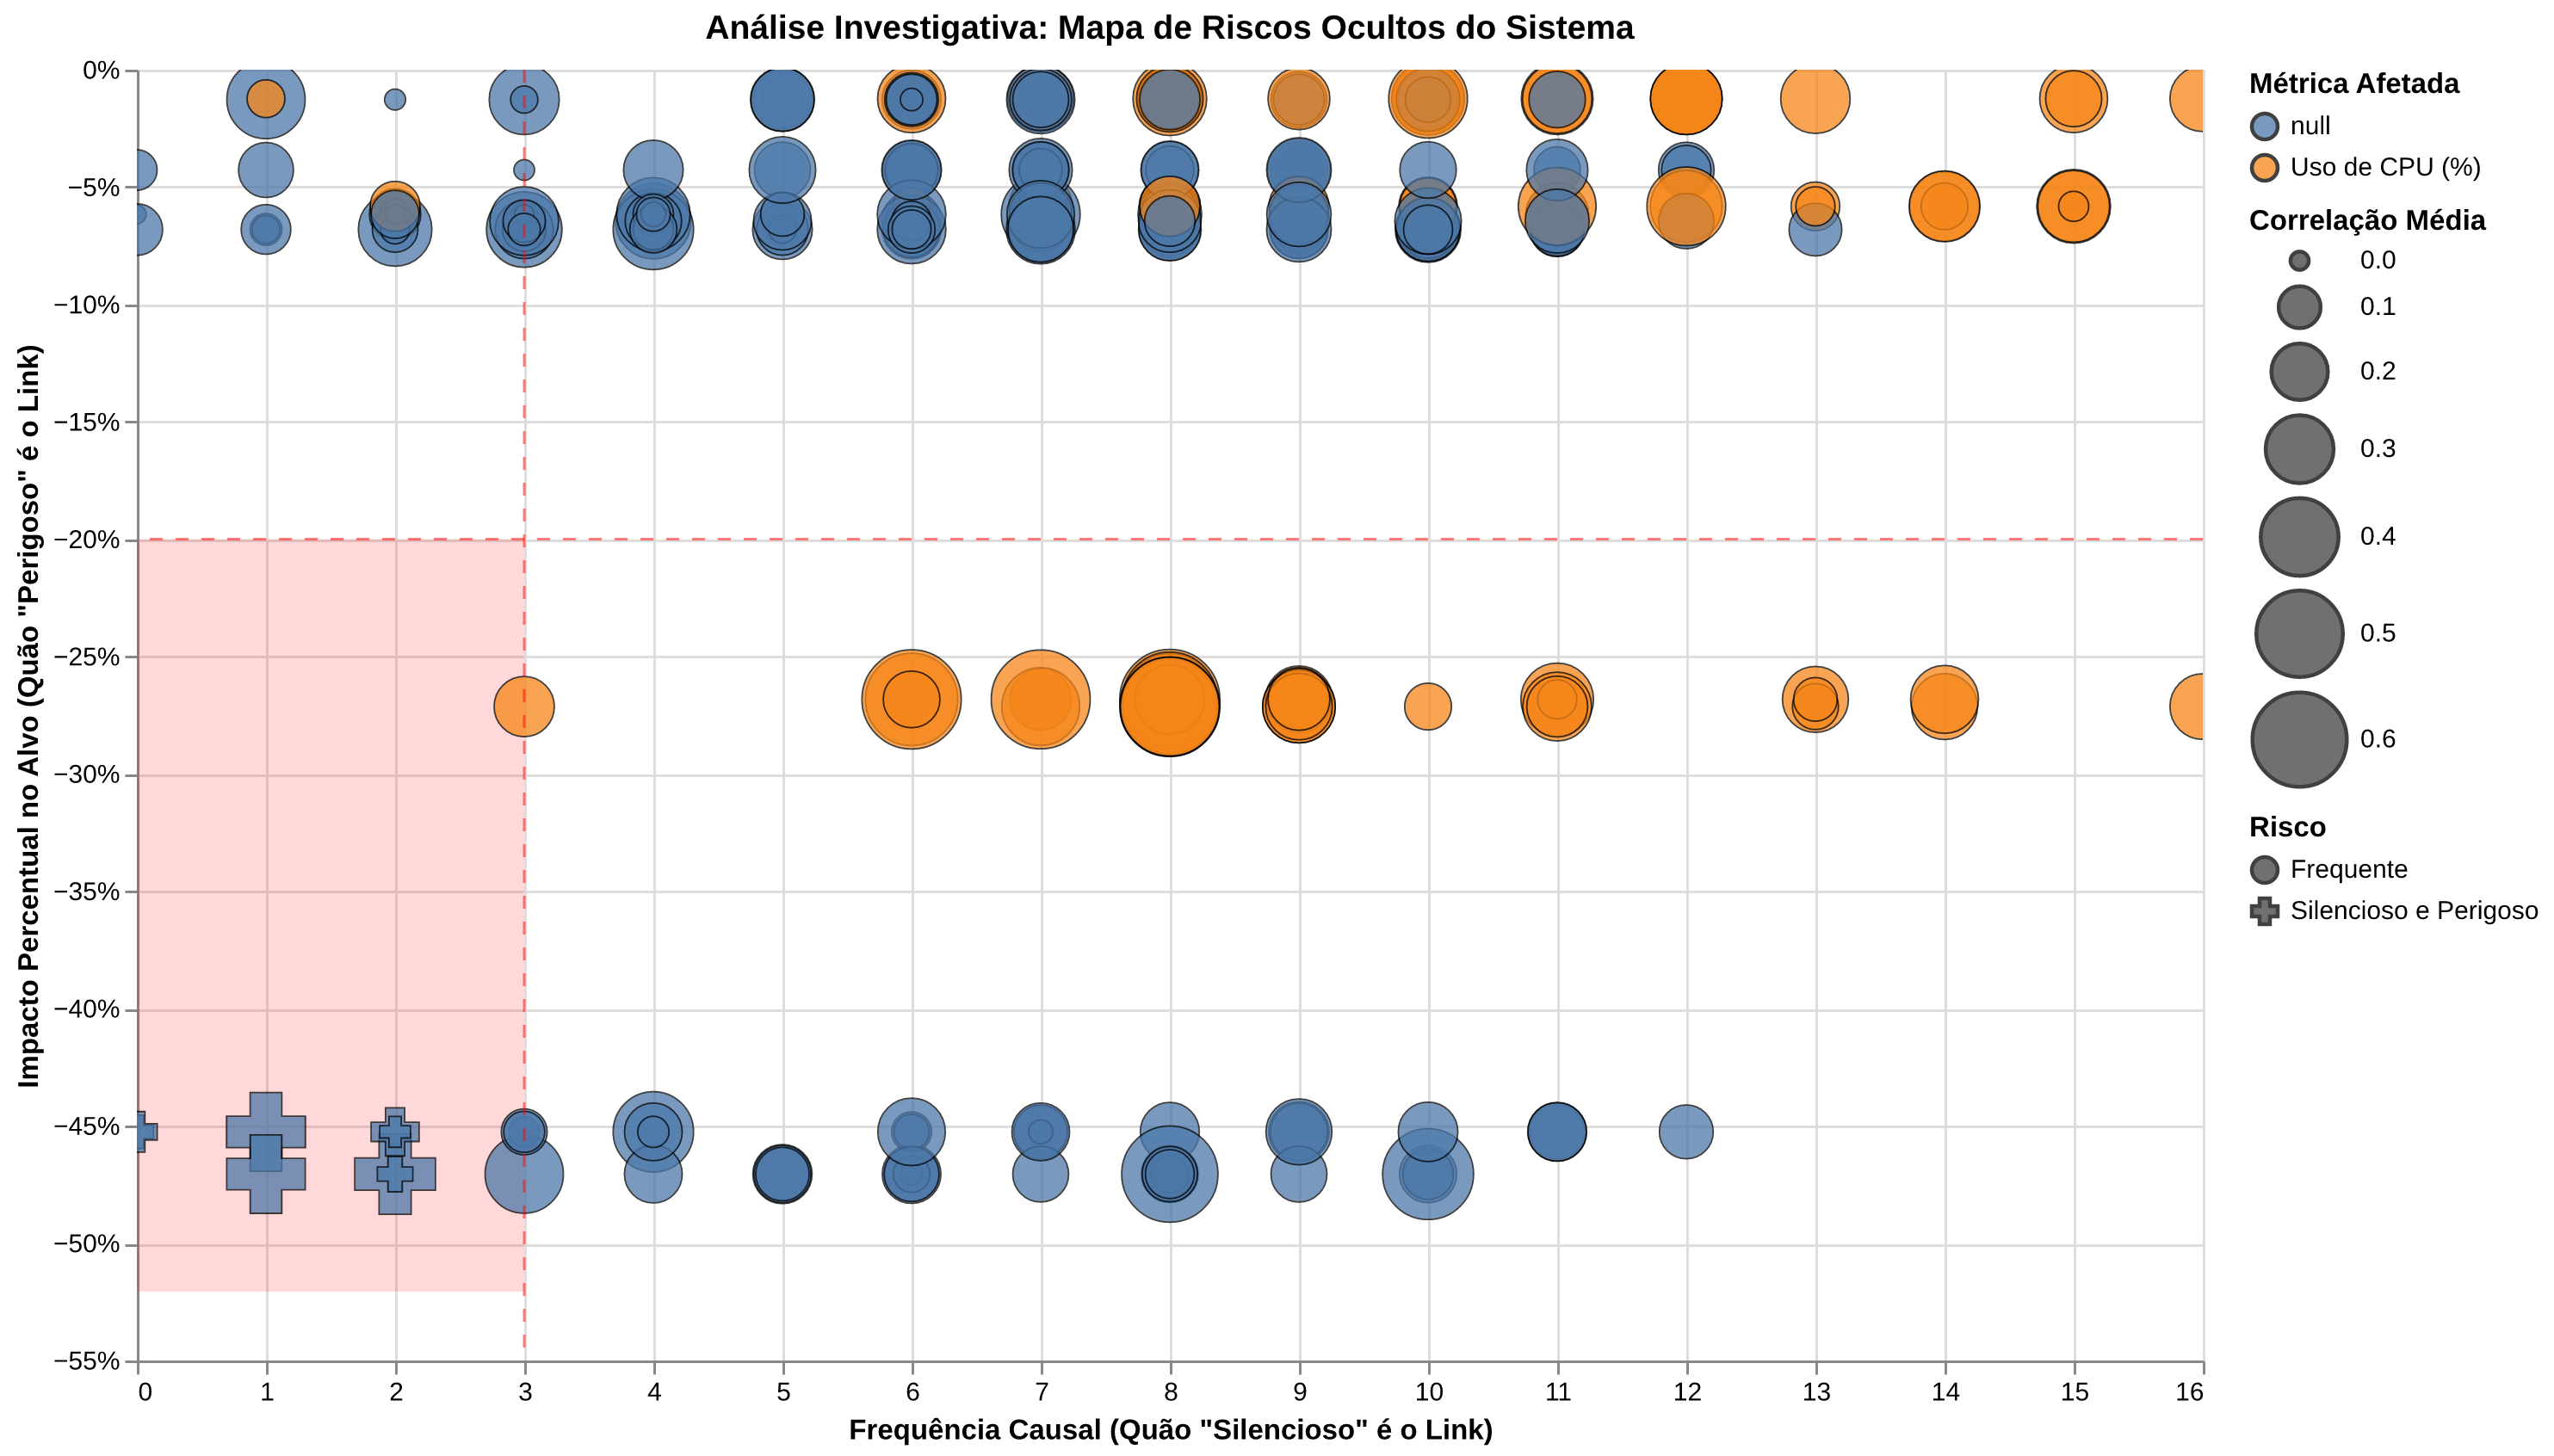 Análise Investigativa: Mapa de Riscos Ocultos do Sistema
Impacto Percentual no Alvo (Quão "Perigoso" é o Link)
0%
−5%
−10%
−15%
−20%
−25%
−30%
−35%
−40%
−45%
−50%
−55%
0 1 2 3 4 5 6 7 8 9 10 11 12 13 14 15 16
Frequência Causal (Quão "Silencioso" é o Link)
Métrica Afetada
null
Uso de CPU (%)
Correlação Média
0.0
0.1
0.2
0.3
0.4
0.5
0.6
Risco
Frequente
Silencioso e Perigoso